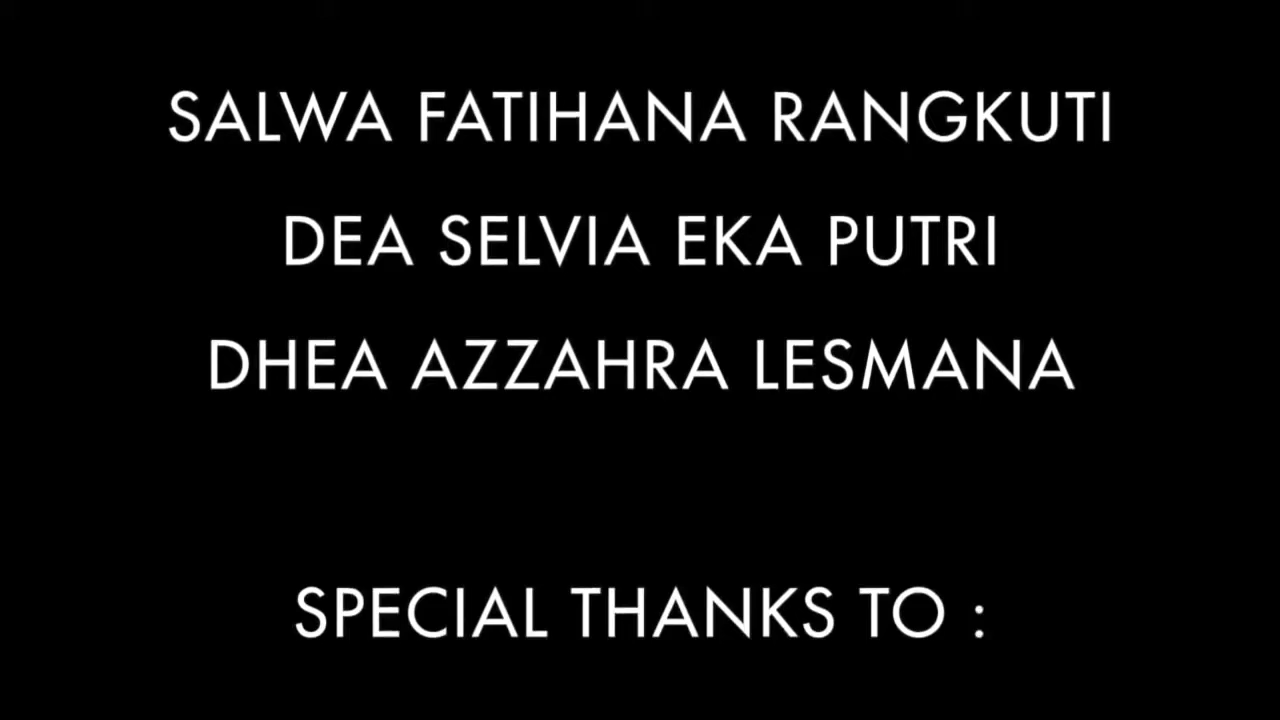 SALWA FATIHANA RANGKUTI
DEA SELVIA EKA PUTRI
DHEA AZZAHRA LESMANA
SPECIAL THANKS TO :